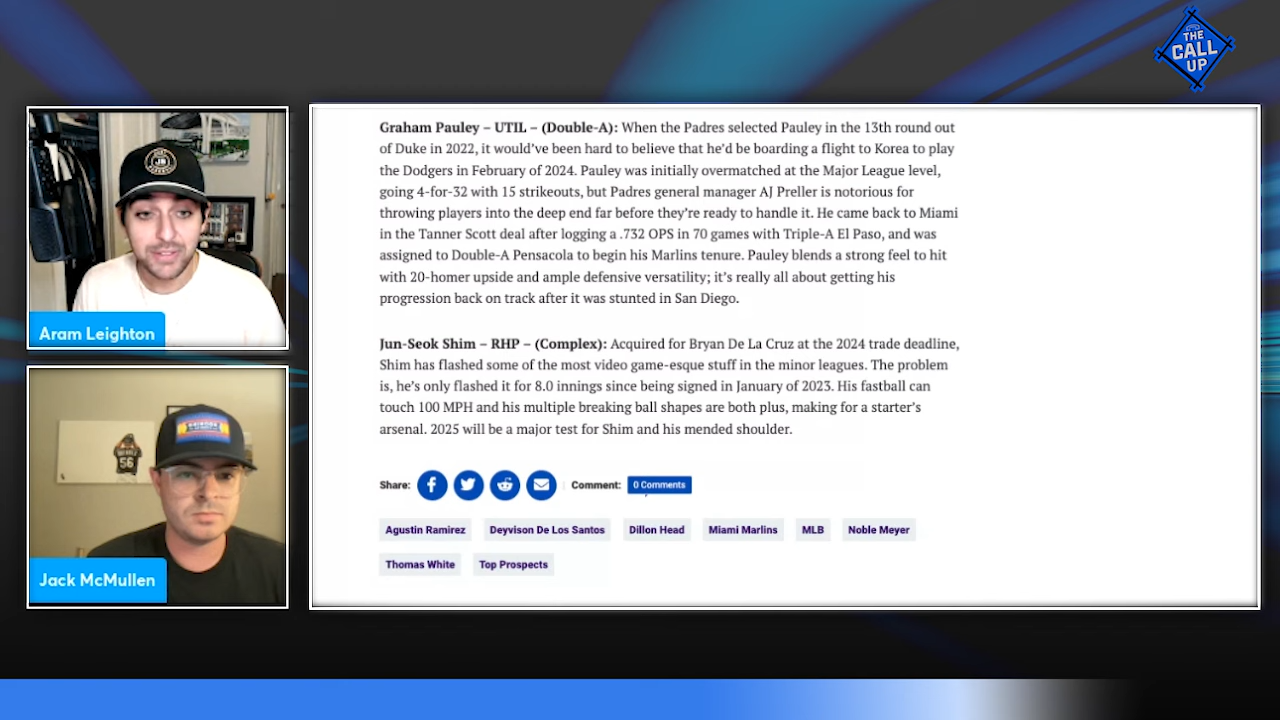 THE
CALL
UP
Graham Pauley – UTIL – (Double-A): When the Padres selected Pauley in the 13th round out
of Duke in 2022, it would've been hard to believe that he'd be boarding a flight to Korea to play
the Dodgers in February of 2024. Pauley was initially overmatched at the Major League level,
going 4-for-32 with 15 strikeouts, but Padres general manager AJ Preller is notorious for
throwing players into the deep end far before they're ready to handle it. He came back to Miami
in the Tanner Scott deal after logging a .732 OPS in 70 games with Triple-A El Paso, and was
assigned to Double-A Pensacola to begin his Marlins tenure. Pauley blends a strong feel to hit
with 20-homer upside and ample defensive versatility; it's really all about getting his
progression back on track after it was stunted in San Diego.
Jun-Seok Shim – RHP – (Complex): Acquired for Bryan De La Cruz at the 2024 trade deadline,
Shim has flashed some of the most video game-esque stuff in the minor leagues. The problem
is, he's only flashed it for 8.0 innings since being signed in January of 2023. His fastball can
touch 100 MPH and his multiple breaking ball shapes are both plus, making for a starter's
arsenal. 2025 will be a major test for Shim and his mended shoulder.
Share: Comment: 0 Comments
Agustin Ramirez Deyvison De Los Santos Dillon Head Miami Marlins MLB Noble Meyer
Thomas White Top Prospects
Aram Leighton
56
Jack McMullen